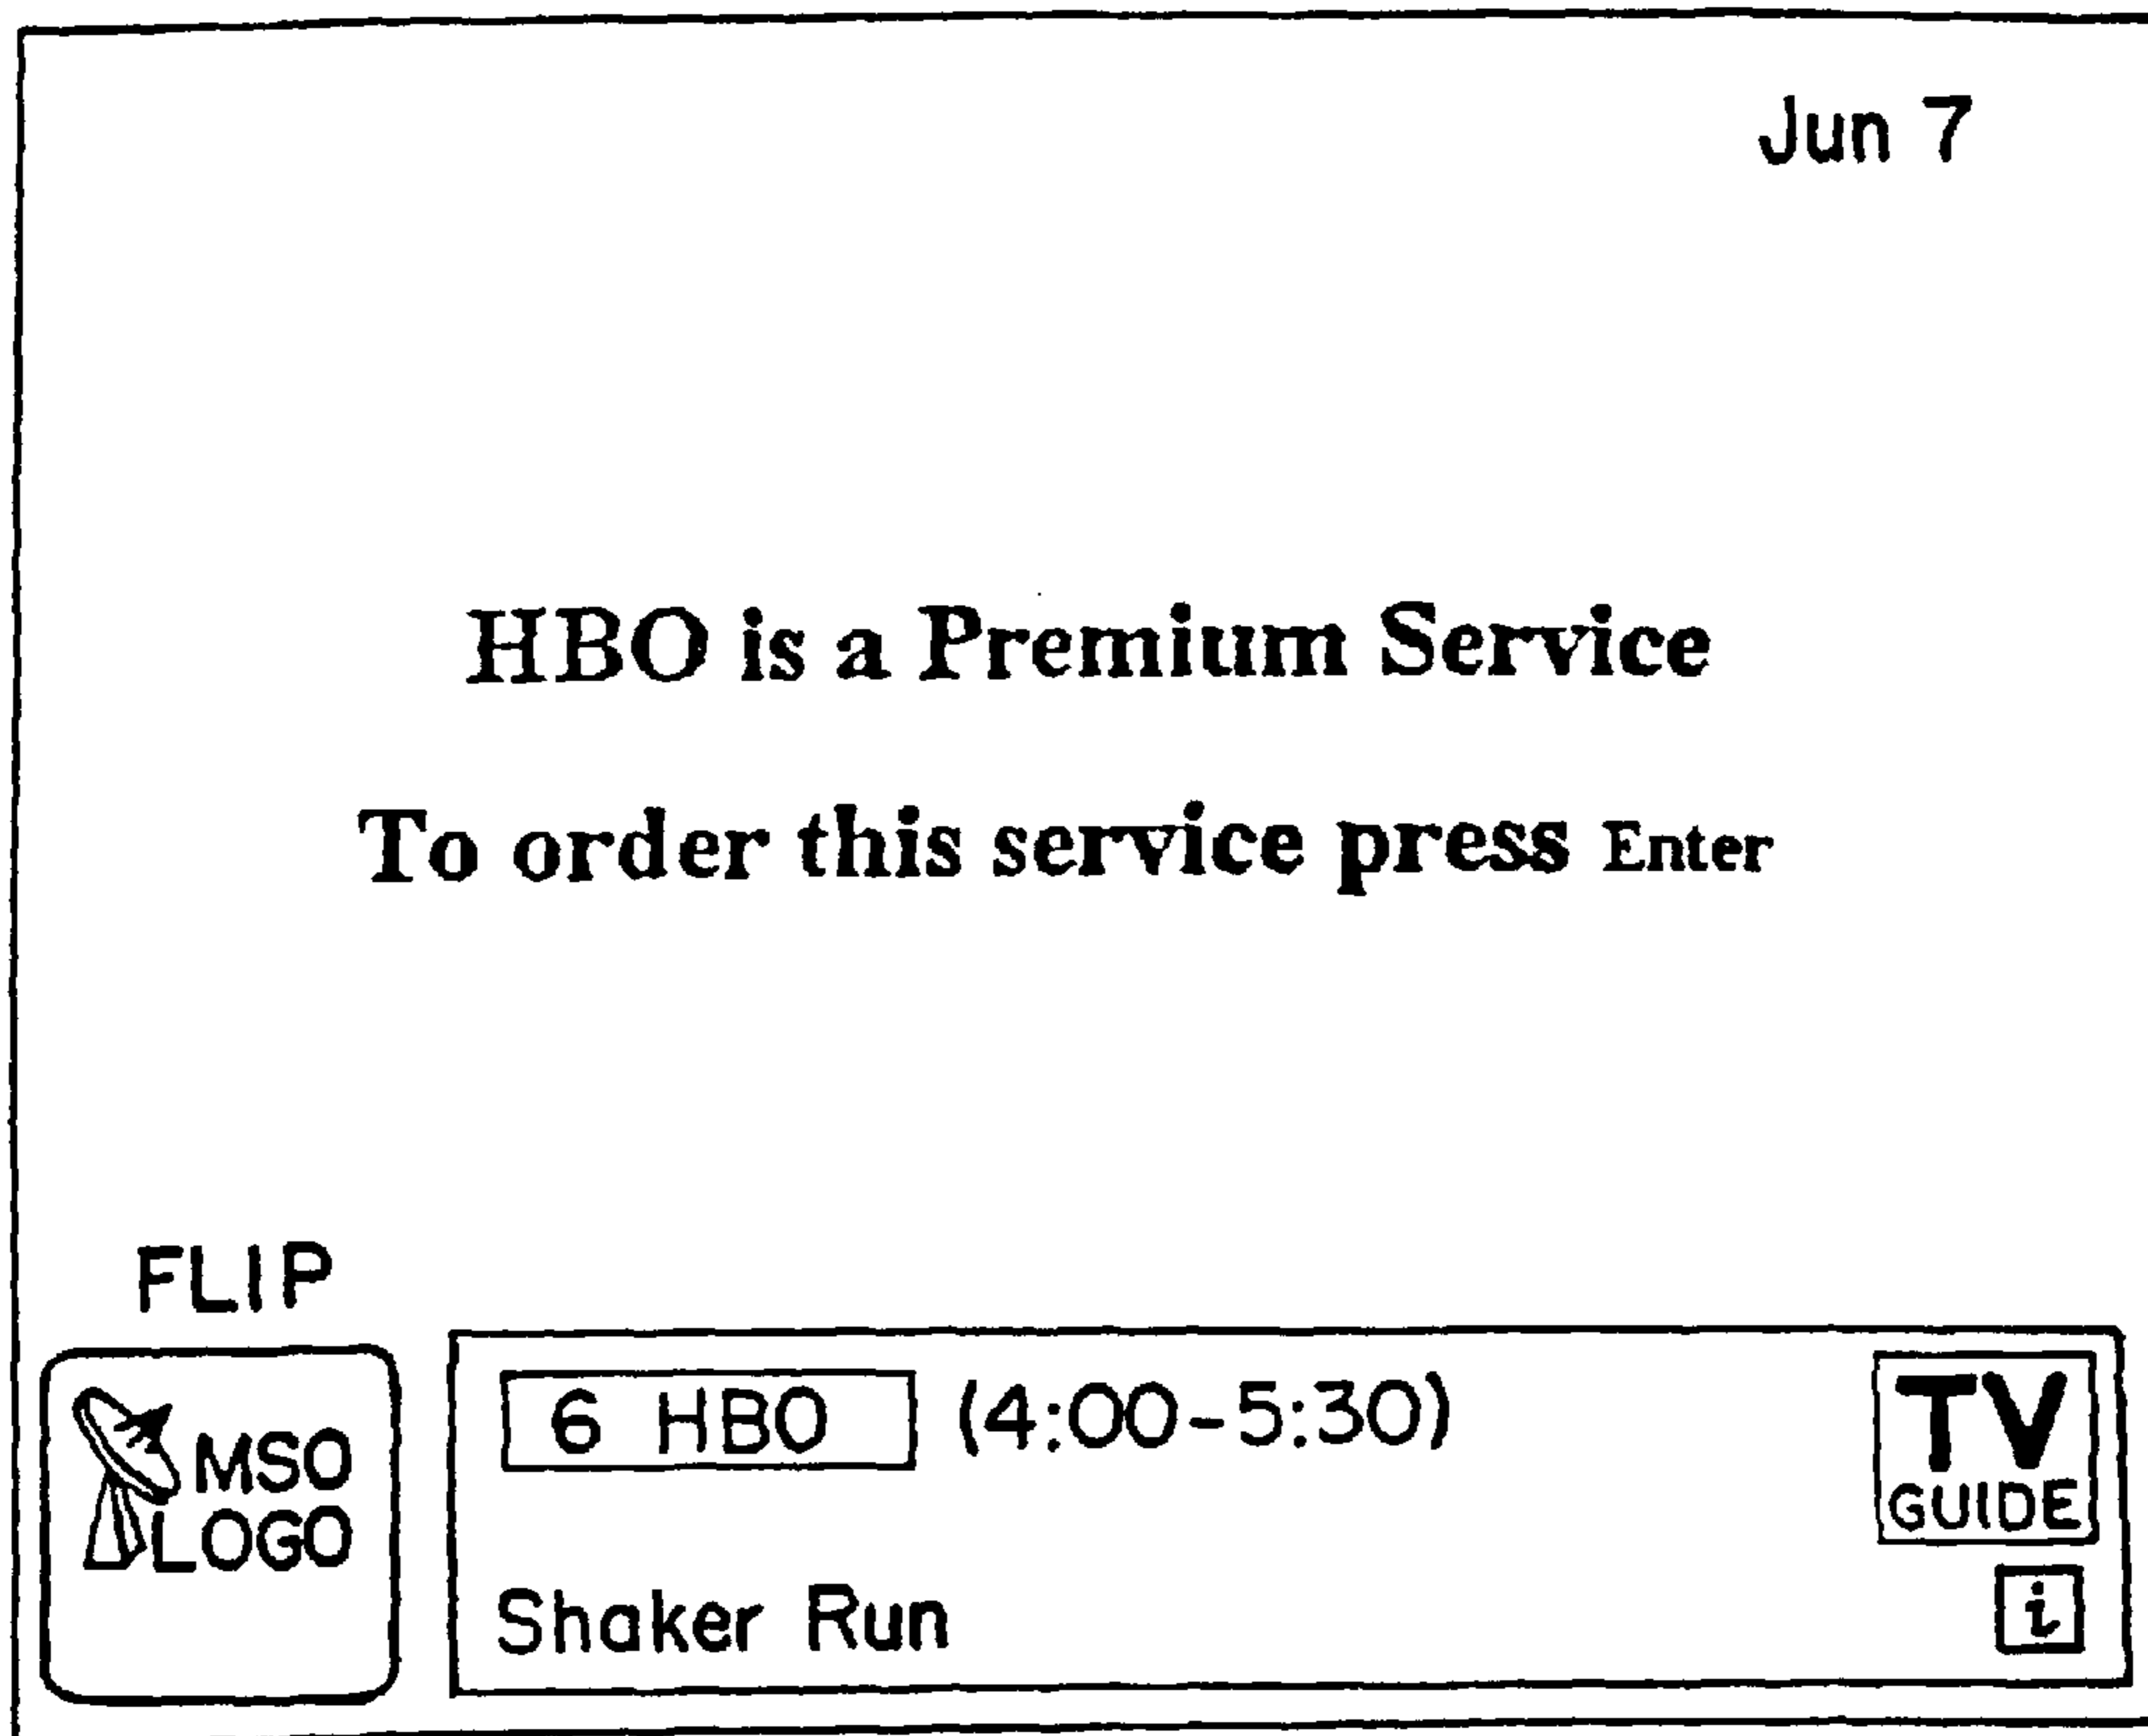 Jun 7
HBO is a Premium Service
To order this service press Enter
FLIP
MSO
LOGO
6 HBO (4:00-5:30)
TV
GUIDE
Shaker Run
i